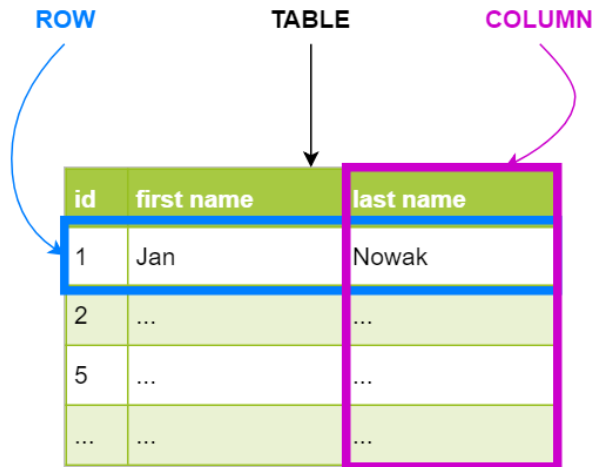 ROW TABLE COLUMN
id first name last name
1 Jan Nowak
2 ... ...
5 ... ...
... ... ...